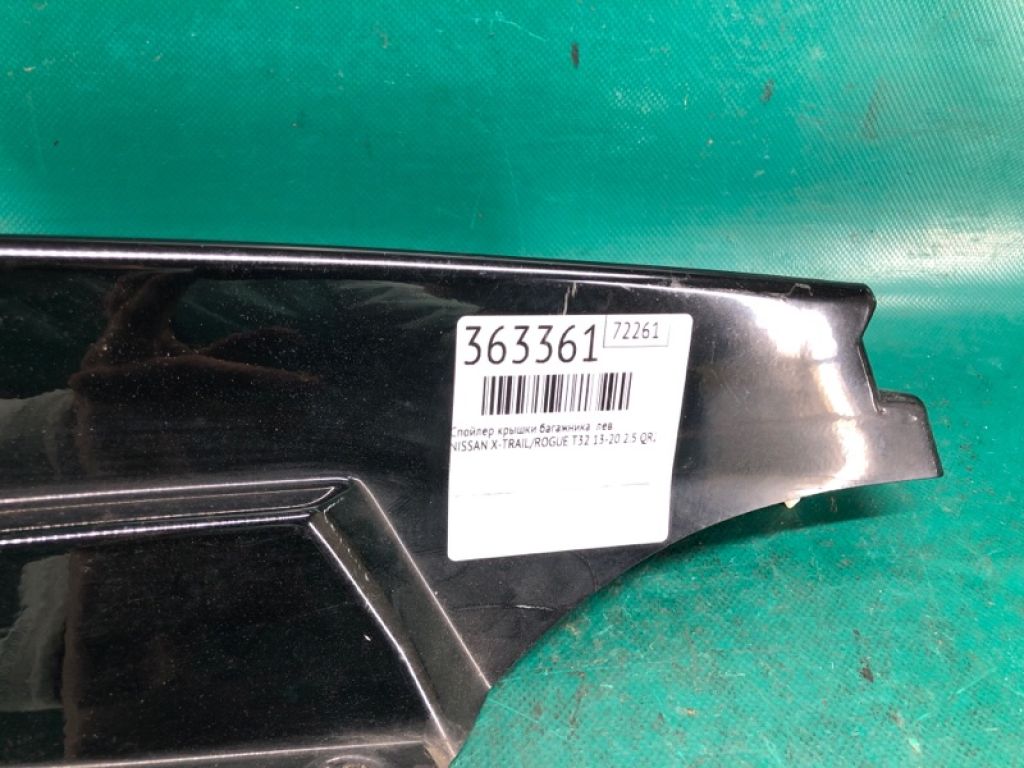 363361 72261
Спойлер крышки багажника лев
NISSAN X-TRAIL/ROGUE T32 13-20 2.5 QR